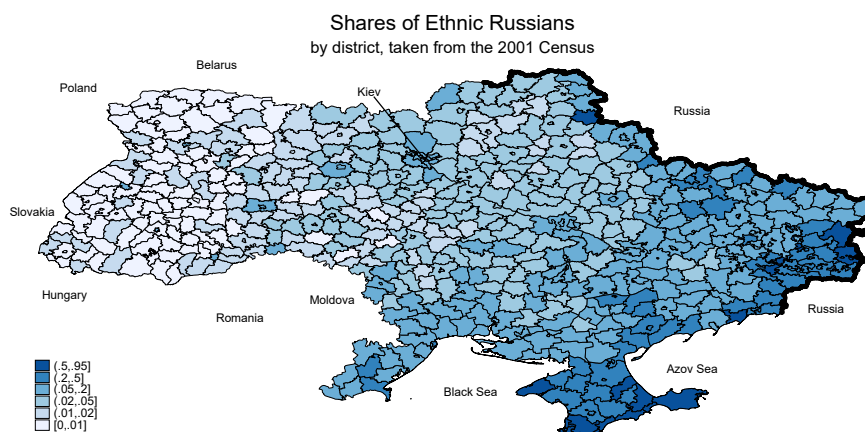 Shares of Ethnic Russians
by district, taken from the 2001 Census
Belarus
Poland
Kiev
Russia
Slovakia
Hungary
Moldova
Romania
Russia
Azov Sea
Black Sea
(.5,.95]
(.2,.5]
(.05,.2]
(.02,.05]
(.01,.02]
[0,.01]